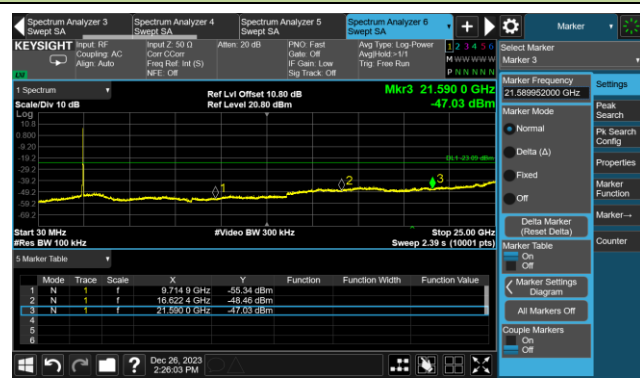 Spectrum Analyzer 3
Swept SA
Spectrum Analyzer 4
Swept SA
Spectrum Analyzer 5
Swept SA
Spectrum Analyzer 6
Swept SA
Marker
KEYSIGHT
Input: RF
Coupling: AC
Align: Auto
Input Z: 50 Ω
Corr CCorr
Freq Ref: Int (S)
NFE: Off
Atten: 20 dB
PNO: Fast
Gate: Off
IF Gain: Low
Sig Track: Off
Avg Type: Log-Power
Avg|Hold:>1/1
Trig: Free Run
1 2 3 4 5 6
M W W W W W
P N N N N N
Select Marker
Marker 3
1 Spectrum
Scale/Div 10 dB
Ref Lvl Offset 10.80 dB
Ref Level 20.80 dBm
Mkr3 21.590 0 GHz
-47.03 dBm
Log
10.8
0.800
-9.20
-19.2
-29.2
-39.2
-49.2
-59.2
-69.2
DL1 -23.09 dBm
1
2
3
Start 30 MHz
#Res BW 100 kHz
#Video BW 300 kHz
Stop 25.00 GHz
Sweep 2.39 s (10001 pts)
5 Marker Table
Mode Trace Scale X Y Function Function Width Function Value
1 N 1 f 9.714 9 GHz -55.34 dBm
2 N 1 f 16.622 4 GHz -48.46 dBm
3 N 1 f 21.590 0 GHz -47.03 dBm
4
5
6
Marker Frequency
21.589952000 GHz
Marker Mode
Normal
Delta (Δ)
Fixed
Off
Delta Marker
(Reset Delta)
Marker Table
On
Off
Marker Settings
Diagram
All Markers Off
Couple Markers
On
Off
Settings
Peak
Search
Pk Search
Config
Properties
Marker
Function
Marker→
Counter
Dec 26, 2023
2:26:03 PM